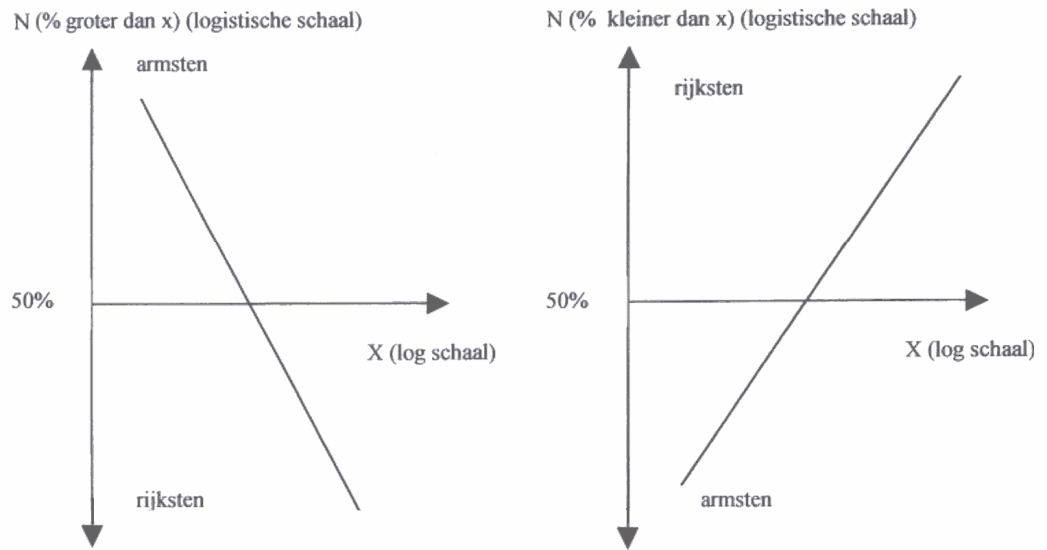 N (% groter dan x) (logistische schaal)
armsten
50%
X (log schaal)
rijksten
N (% kleiner dan x) (logistische schaal)
rijksten
50%
X (log schaal)
armsten